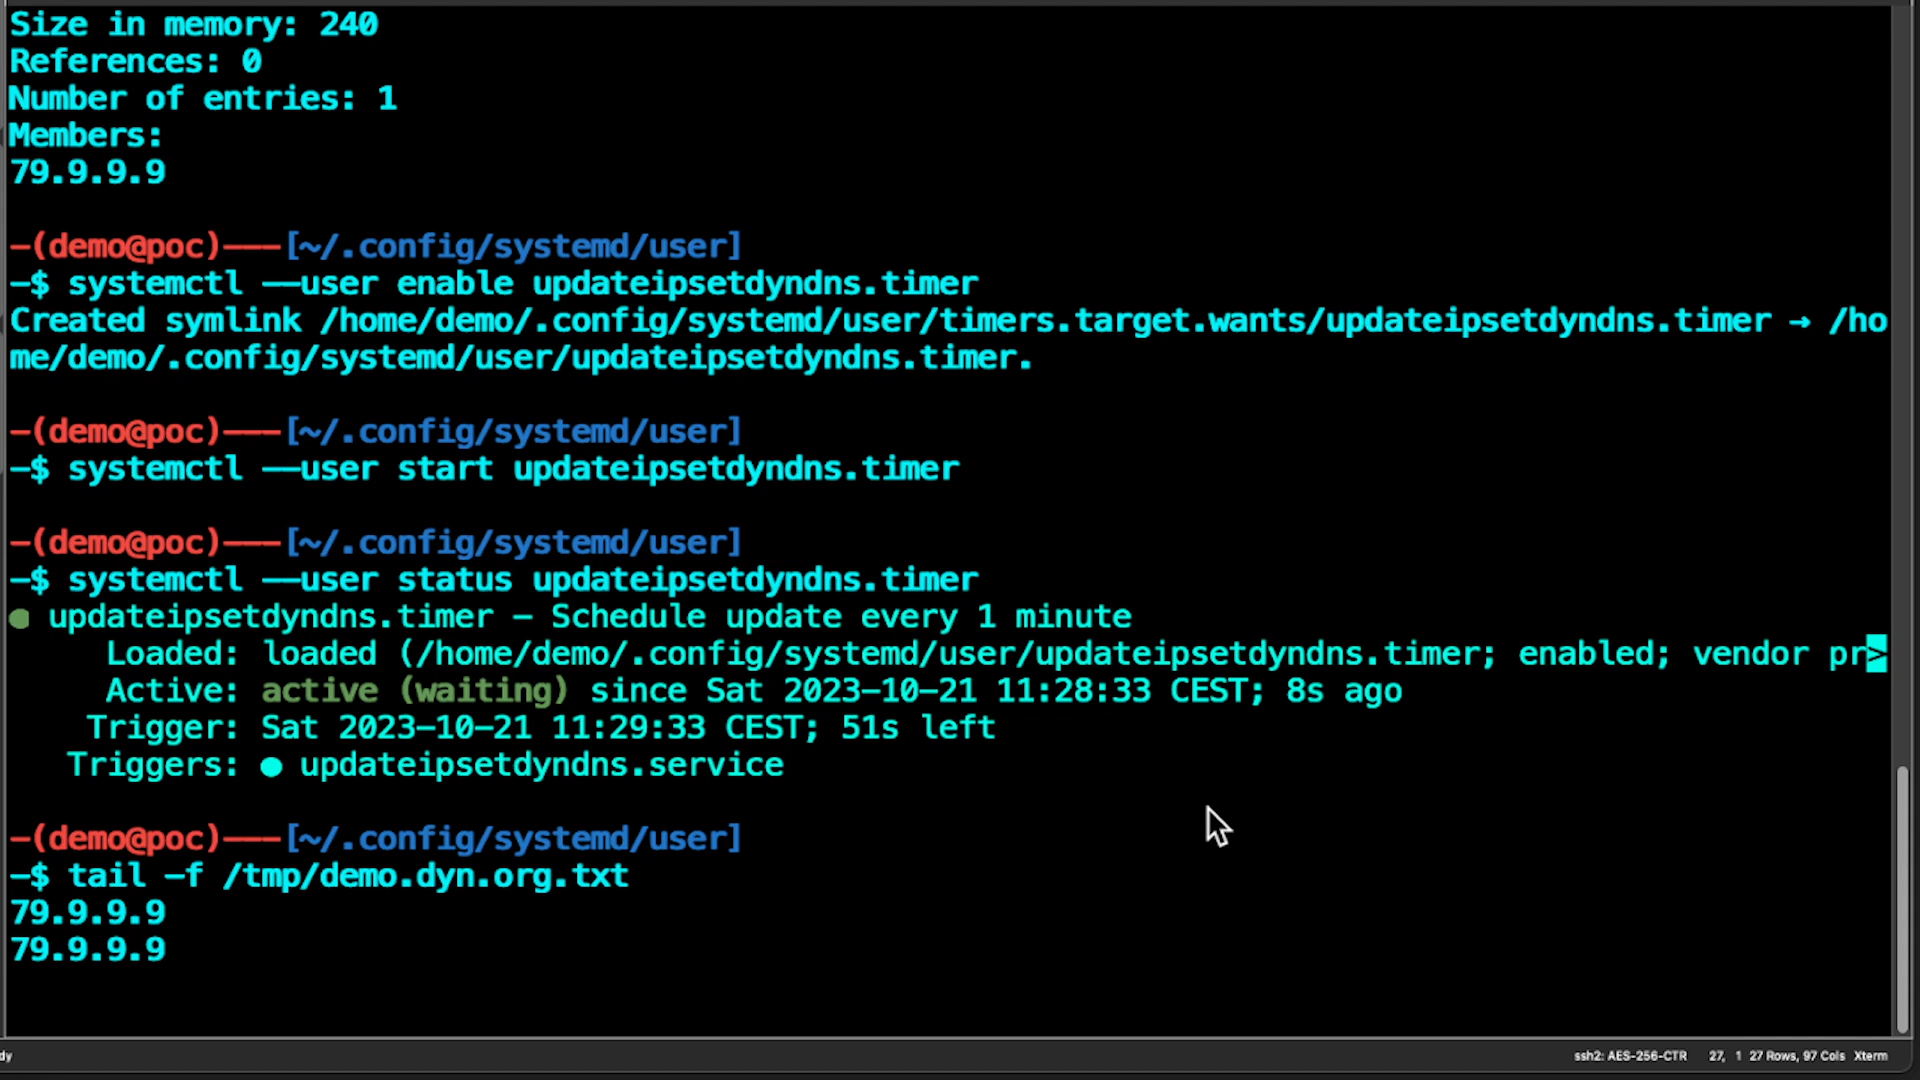 Size in memory: 240
References: 0
Number of entries: 1
Members:
79.9.9.9
—(demo@poc)———[~/.config/systemd/user]
—$ systemctl ——user enable updateipsetdyndns.timer
Created symlink /home/demo/.config/systemd/user/timers.target.wants/updateipsetdyndns.timer → /ho
me/demo/.config/systemd/user/updateipsetdyndns.timer.
—(demo@poc)———[~/.config/systemd/user]
—$ systemctl ——user start updateipsetdyndns.timer
—(demo@poc)———[~/.config/systemd/user]
—$ systemctl ——user status updateipsetdyndns.timer
● updateipsetdyndns.timer – Schedule update every 1 minute
Loaded: loaded (/home/demo/.config/systemd/user/updateipsetdyndns.timer; enabled; vendor pr>
Active: active (waiting) since Sat 2023–10–21 11:28:33 CEST; 8s ago
Trigger: Sat 2023–10–21 11:29:33 CEST; 51s left
Triggers: ● updateipsetdyndns.service
—(demo@poc)———[~/.config/systemd/user]
—$ tail –f /tmp/demo.dyn.org.txt
79.9.9.9
79.9.9.9
dy ssh2: AES-256-CTR 27, 1 27 Rows, 97 Cols Xterm